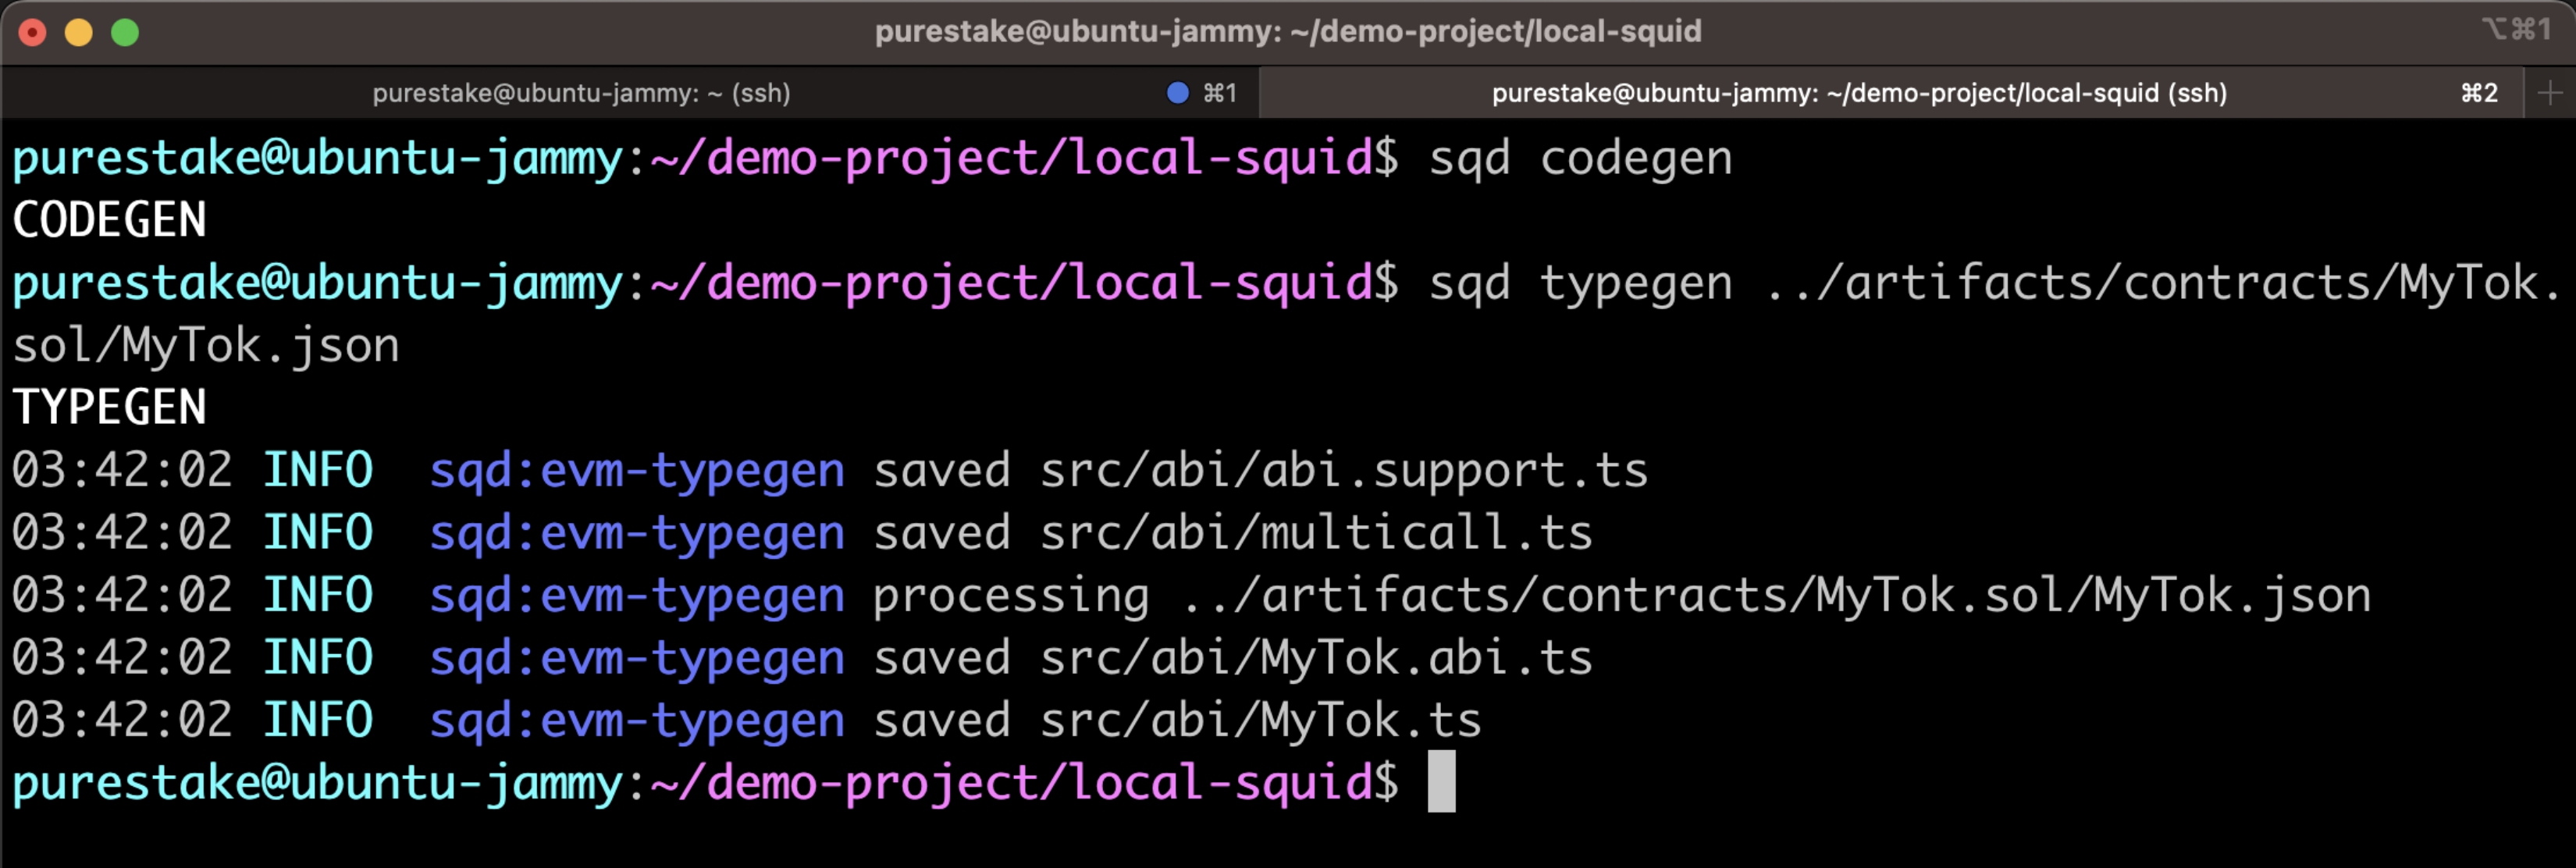 purestake@ubuntu-jammy: ~/demo-project/local-squid
⌥⌘1
purestake@ubuntu-jammy: ~ (ssh)
⌘1
purestake@ubuntu-jammy: ~/demo-project/local-squid (ssh)
⌘2
+
purestake@ubuntu-jammy:~/demo-project/local-squid$ sqd codegen
CODEGEN
purestake@ubuntu-jammy:~/demo-project/local-squid$ sqd typegen ../artifacts/contracts/MyTok.
sol/MyTok.json
TYPEGEN
03:42:02 INFO  sqd:evm-typegen saved src/abi/abi.support.ts
03:42:02 INFO  sqd:evm-typegen saved src/abi/multicall.ts
03:42:02 INFO  sqd:evm-typegen processing ../artifacts/contracts/MyTok.sol/MyTok.json
03:42:02 INFO  sqd:evm-typegen saved src/abi/MyTok.abi.ts
03:42:02 INFO  sqd:evm-typegen saved src/abi/MyTok.ts
purestake@ubuntu-jammy:~/demo-project/local-squid$